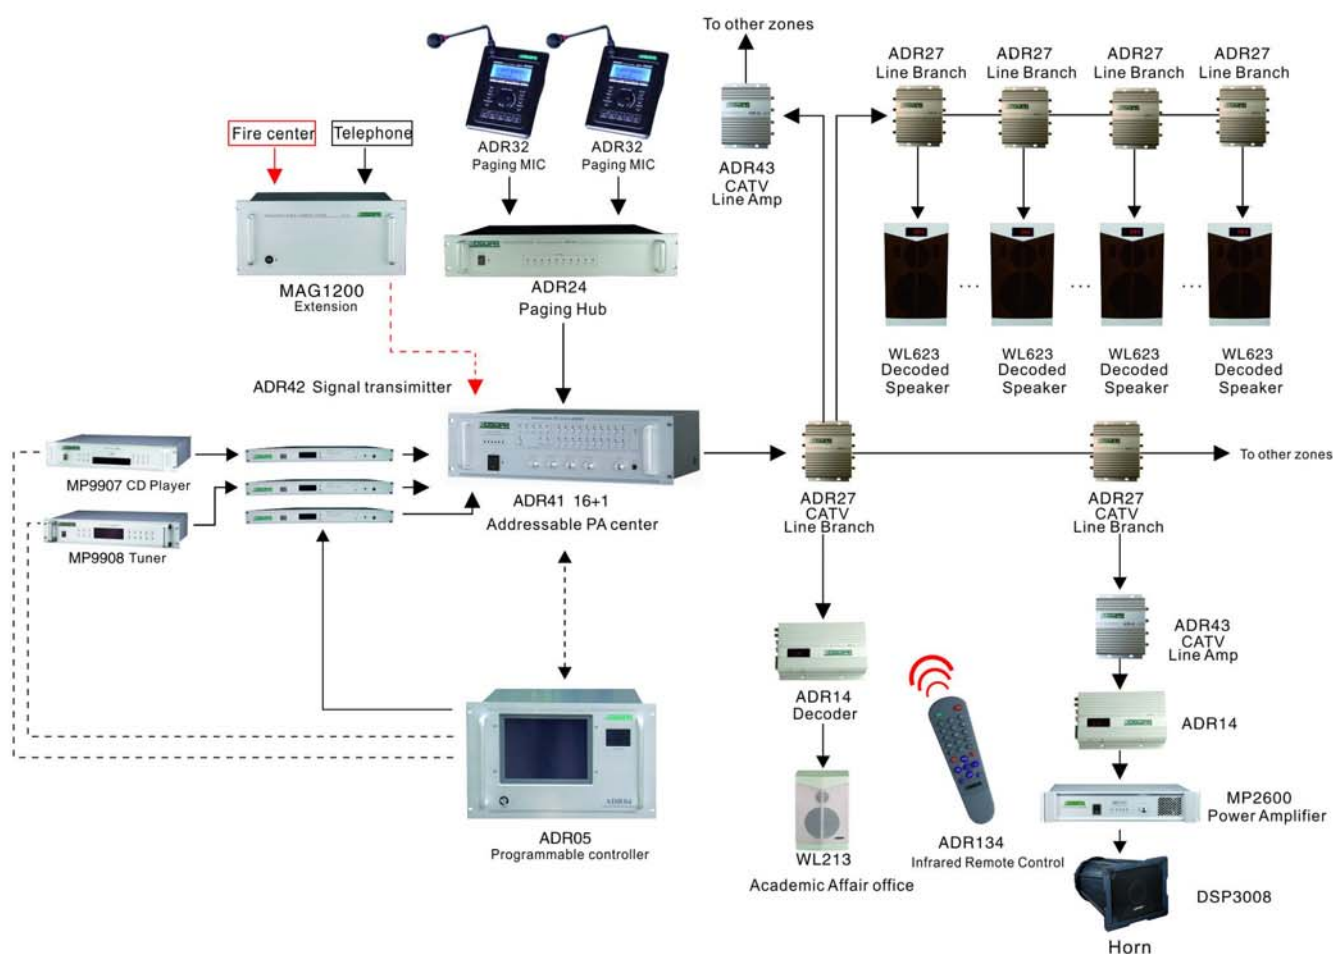 To other zones
ADR27
Line Branch
ADR27
Line Branch
ADR27
Line Branch
ADR27
Line Branch
Fire center
Telephone
ADR32
Paging MIC
ADR32
Paging MIC
ADR43
CATV
Line Amp
MAG1200
Extension
ADR24
Paging Hub
WL623
Decoded
Speaker
WL623
Decoded
Speaker
WL623
Decoded
Speaker
WL623
Decoded
Speaker
...
...
...
ADR42 Signal transimitter
MP9907 CD Player
MP9908 Tuner
ADR41 16+1
Addressable PA center
ADR27
CATV
Line Branch
ADR27
CATV
Line Branch
To other zones
ADR43
CATV
Line Amp
ADR14
Decoder
ADR14
ADR04
ADR05
Programmable controller
WL213
Academic Affair office
ADR134
Infrared Remote Control
MP2600
Power Amplifier
DSP3008
Horn